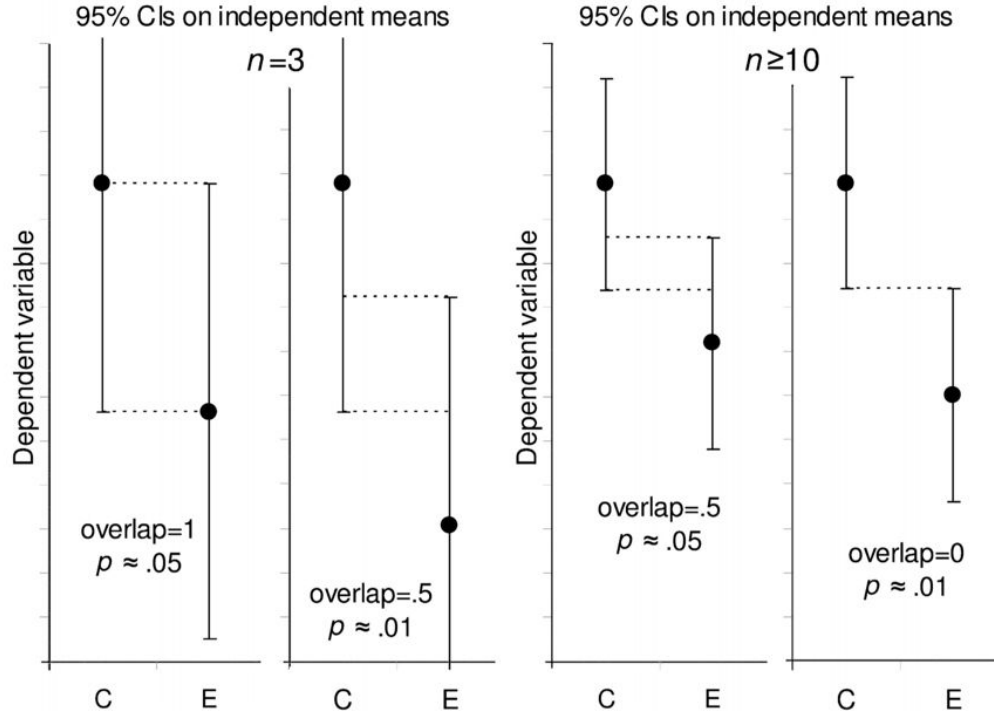 95% CIs on independent means
n=3
Dependent variable
overlap=1
p ≈ .05
C
E
overlap=.5
p ≈ .01
C
E
95% CIs on independent means
n≥10
Dependent variable
overlap=.5
p ≈ .05
C
E
overlap=0
p ≈ .01
C
E